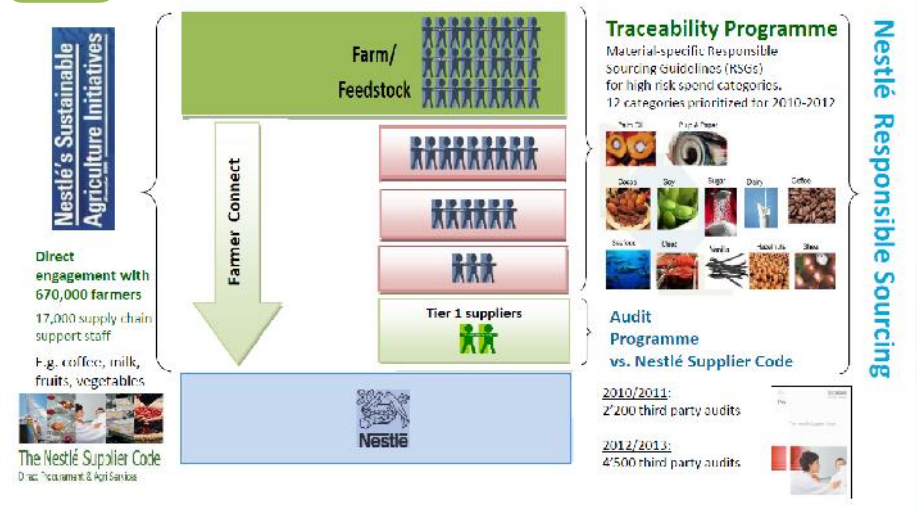 Nestlé's Sustainable
Agriculture Initiatives
Direct
engagement with
670,000 farmers
17,000 supply chain
support staff
E.g. coffee, milk,
fruits, vegetables
The Nestlé Supplier Code
Direct Procurement & Agri Services
Farm/
Feedstock
Farmer Connect
Tier 1 suppliers
Nestlé
Traceability Programme
Material-specific Responsible
Sourcing Guidelines (RSGs)
for high risk spend categories.
12 categories prioritized for 2010-2012
Palm Oil
Pulp & Paper
Cocoa
Soy
Sugar
Dairy
Coffee
Seafood
Meat
Vanilla
Hazelnuts
Shea
Audit
Programme
vs. Nestlé Supplier Code
2010/2011:
2'200 third party audits
2012/2013:
4'500 third party audits
Nestlé Responsible Sourcing